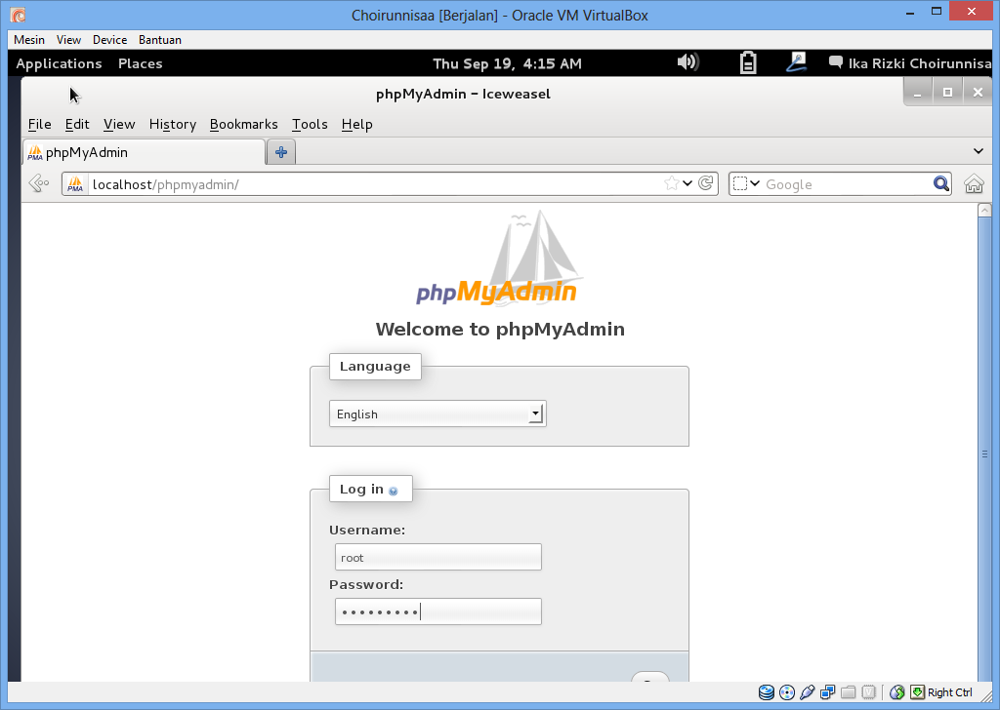 Choirunnisaa [Berjalan] - Oracle VM VirtualBox
Mesin View Device Bantuan
Applications Places Thu Sep 19, 4:15 AM Ika Rizki Choirunnisa
phpMyAdmin - Iceweasel
File Edit View History Bookmarks Tools Help
PMA phpMyAdmin
PMA localhost/phpmyadmin/ Google
phpMyAdmin
Welcome to phpMyAdmin
Language
English
Log in
Username:
root
Password:
•••••••••
Right Ctrl